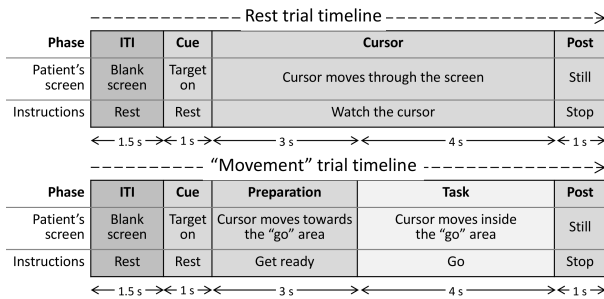 Rest trial timeline
Phase ITI Cue Cursor Post
Patient's screen Blank screen Target on Cursor moves through the screen Still
Instructions Rest Rest Watch the cursor Stop
1.5 s 1 s 3 s 4 s 1 s
“Movement” trial timeline
Phase ITI Cue Preparation Task Post
Patient's screen Blank screen Target on Cursor moves towards the “go” area Cursor moves inside the “go” area Still
Instructions Rest Rest Get ready Go Stop
1.5 s 1 s 3 s 4 s 1 s